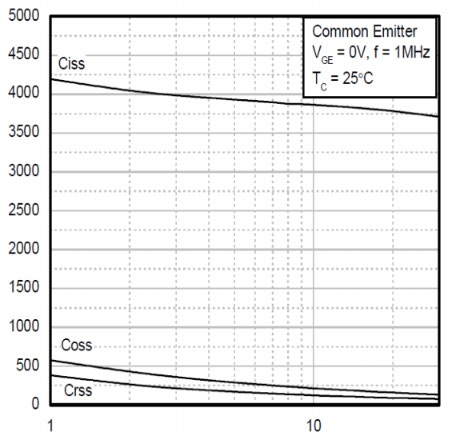 5000
4500
4000
3500
3000
2500
2000
1500
1000
500
0
Ciss
Common Emitter
VGE = 0V, f = 1MHz
TC = 25°C
Coss
Crss
1
10